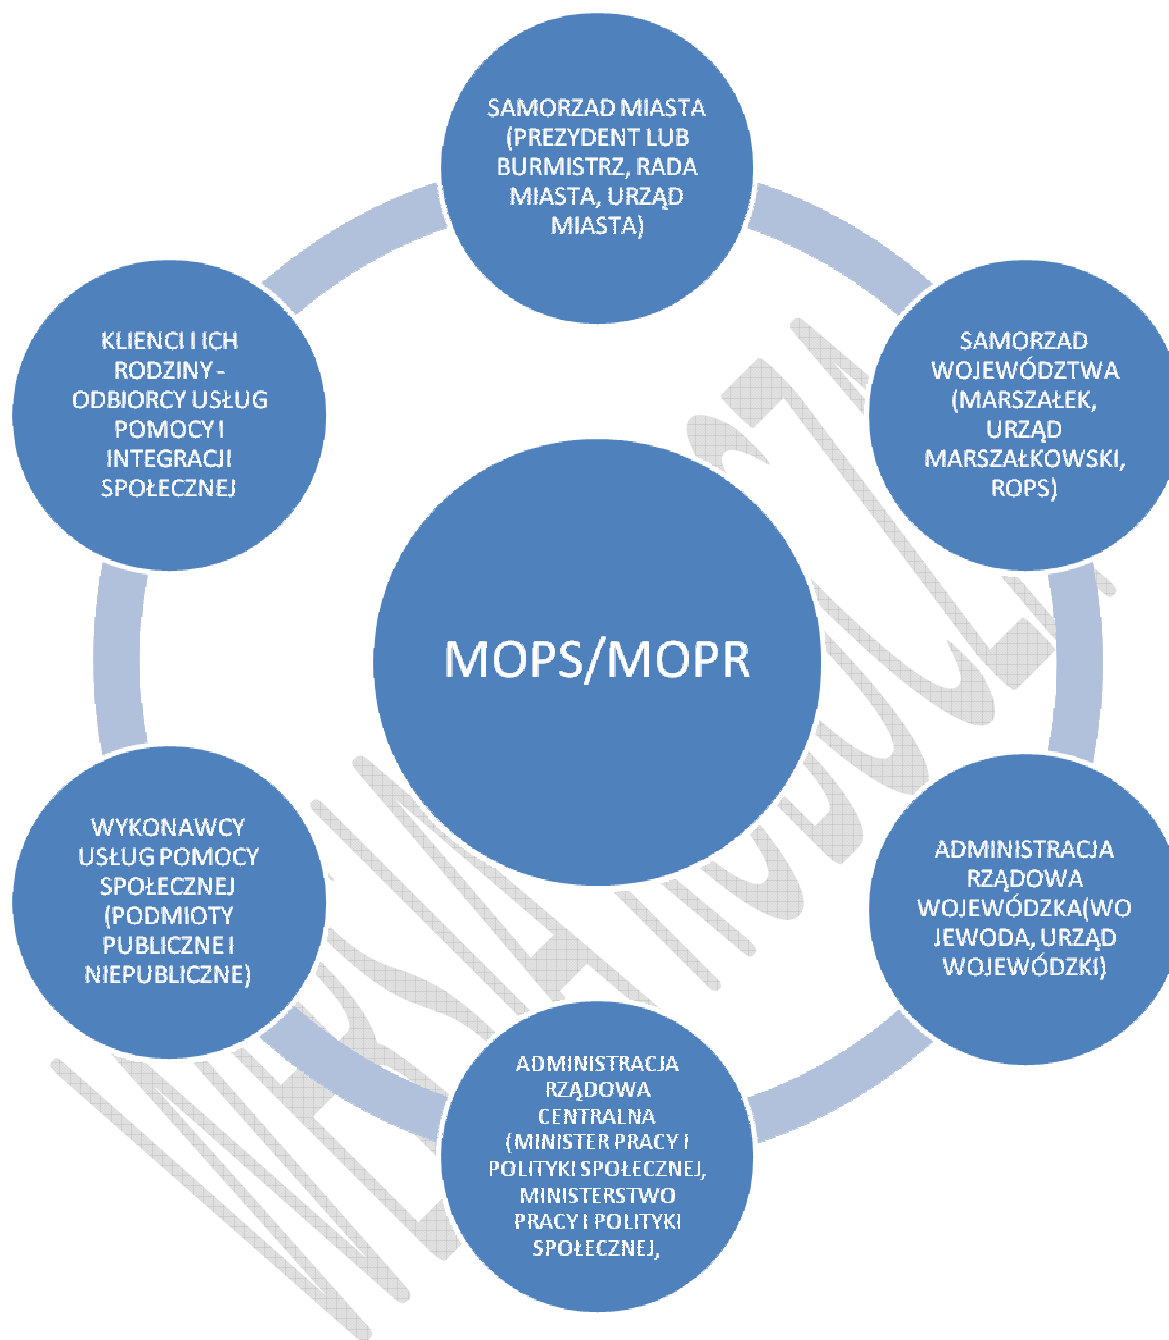 SAMORZAD MIASTA
(PREZYDENT LUB
BURMISTRZ, RADA
MIASTA, URZĄD
MIASTA)
SAMORZAD
WOJEWÓDZTWA
(MARSZAŁEK,
URZĄD
MARSZAŁKOWSKI,
ROPS)
ADMINISTRACJA
RZĄDOWA
WOJEWÓDZKA(WO
JEWODA, URZĄD
WOJEWÓDZKI)
ADMINISTRACJA
RZĄDOWA
CENTRALNA
(MINISTER PRACY I
POLITYKI SPOŁECZNEJ,
MINISTERSTWO
PRACY I POLITYKI
SPOŁECZNEJ,
WYKONAWCY
USŁUG POMOCY
SPOŁECZNEJ
(PODMIOTY
PUBLICZNE I
NIEPUBLICZNE)
KLIENCI I ICH
RODZINY -
ODBIORCY USŁUG
POMOCY I
INTEGRACJI
SPOŁECZNEJ
MOPS/MOPR